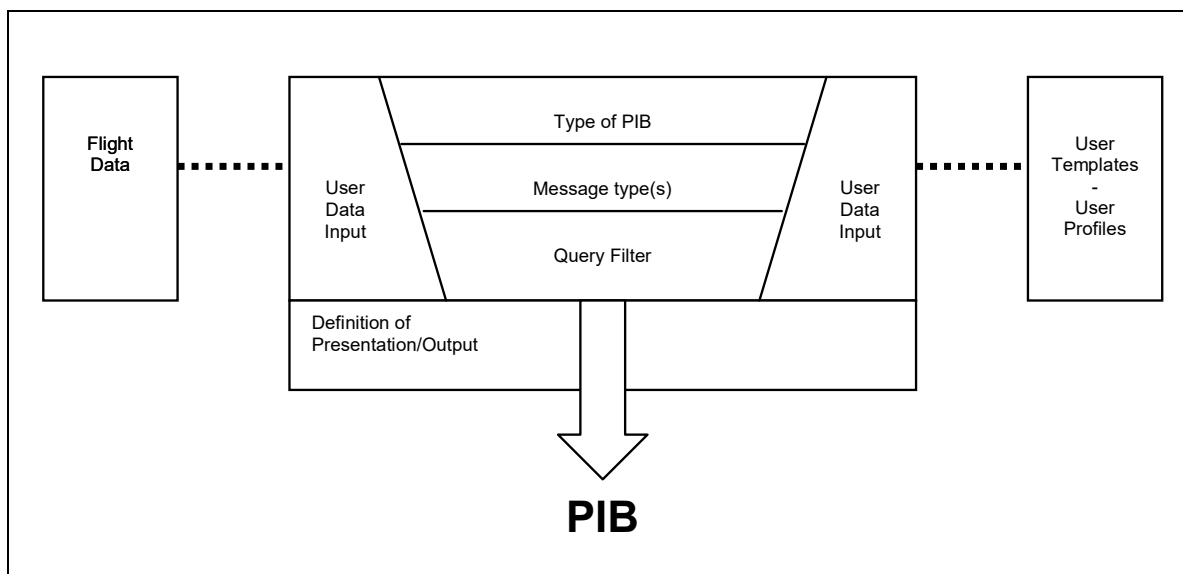 Flight
Data
User
Data
Input
Type of PIB
Message type(s)
Query Filter
User
Data
Input
User
Templates
-
User
Profiles
Definition of
Presentation/Output
PIB